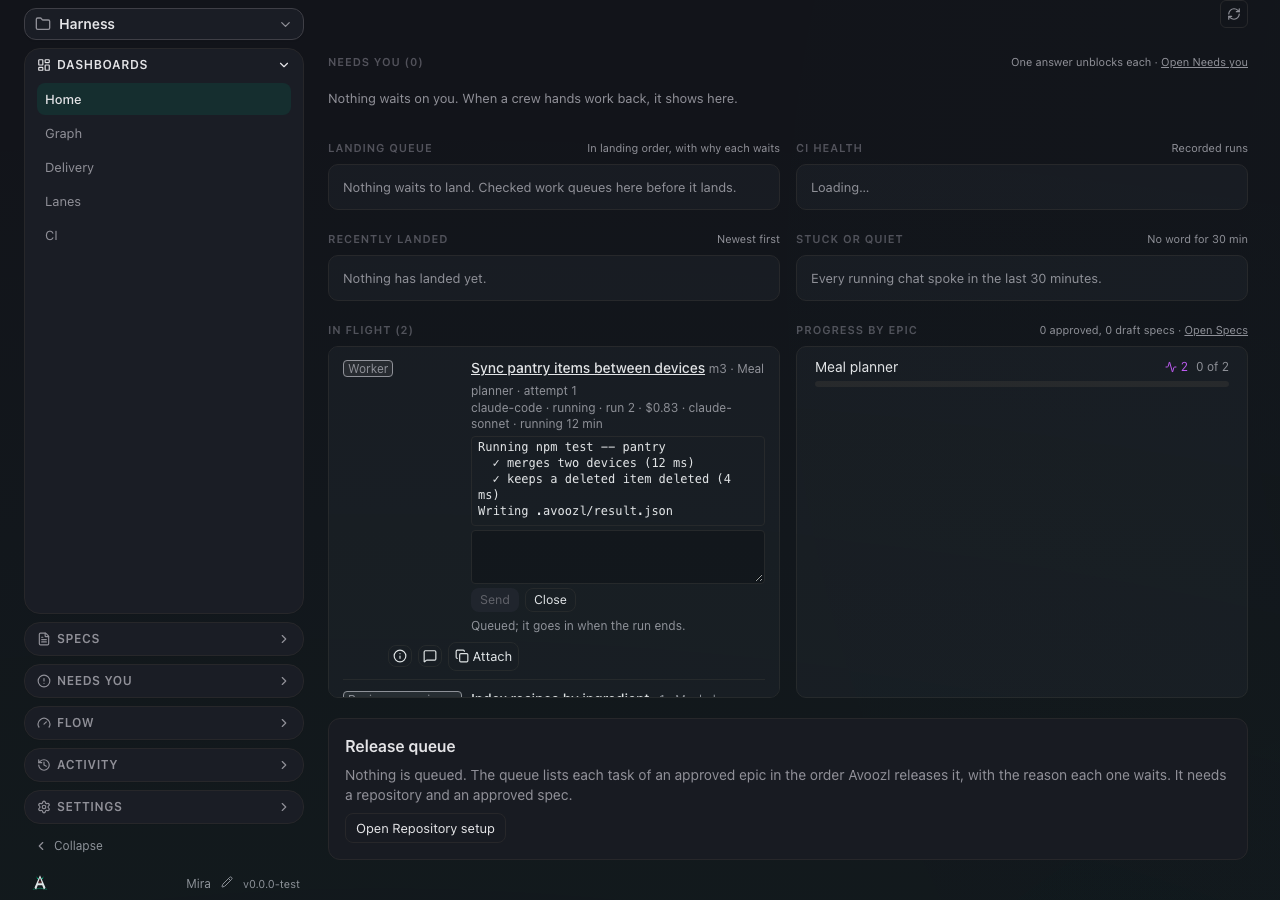 Harness
DASHBOARDS
Home
Graph
Delivery
Lanes
CI
SPECS
NEEDS YOU
FLOW
ACTIVITY
SETTINGS
Collapse
Mira v0.0.0-test
NEEDS YOU (0)
One answer unblocks each · Open Needs you
Nothing waits on you. When a crew hands work back, it shows here.
LANDING QUEUE
In landing order, with why each waits
Nothing waits to land. Checked work queues here before it lands.
CI HEALTH
Recorded runs
Loading…
RECENTLY LANDED
Newest first
Nothing has landed yet.
STUCK OR QUIET
No word for 30 min
Every running chat spoke in the last 30 minutes.
IN FLIGHT (2)
Worker
Sync pantry items between devices m3 · Meal
planner · attempt 1
claude-code · running · run 2 · $0.83 · claude-
sonnet · running 12 min
Running npm test -- pantry
✓ merges two devices (12 ms)
✓ keeps a deleted item deleted (4
ms)
Writing .avoozl/result.json
Send
Close
Queued; it goes in when the run ends.
Attach
Index recipes by ingredient
PROGRESS BY EPIC
0 approved, 0 draft specs · Open Specs
Meal planner
2 0 of 2
Release queue
Nothing is queued. The queue lists each task of an approved epic in the order Avoozl releases it, with the reason each one waits. It needs
a repository and an approved spec.
Open Repository setup